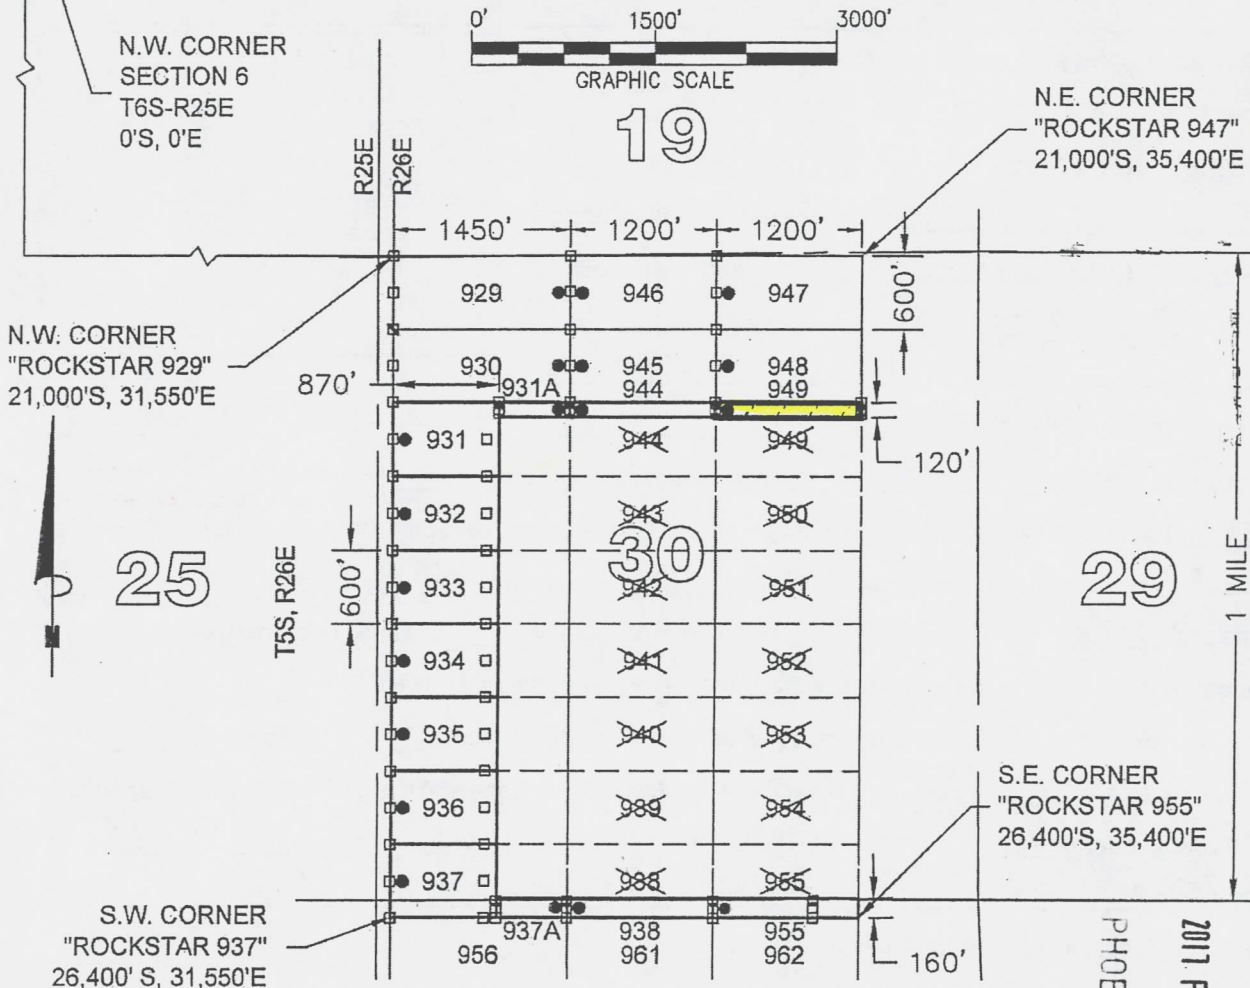 0' 1500' 3000'
GRAPHIC SCALE
N.W. CORNER
SECTION 6
T6S-R25E
0'S, 0'E
19
N.E. CORNER
"ROCKSTAR 947"
21,000'S, 35,400'E
R25E
R26E
1450' 1200' 1200'
600'
929 946 947
N.W. CORNER
"ROCKSTAR 929"
21,000'S, 31,550'E
930 945 948
870' 931A 944 949
120'
931 944 949
932 943 950
25 30 29
T5S, R26E
600'
1 MILE
933 942 951
934 941 952
935 940 953
936 939 954
937 938 955
S.E. CORNER
"ROCKSTAR 955"
26,400'S, 35,400'E
S.W. CORNER
"ROCKSTAR 937"
26,400' S, 31,550'E
937A 938 955
956 961 962
160'
2011